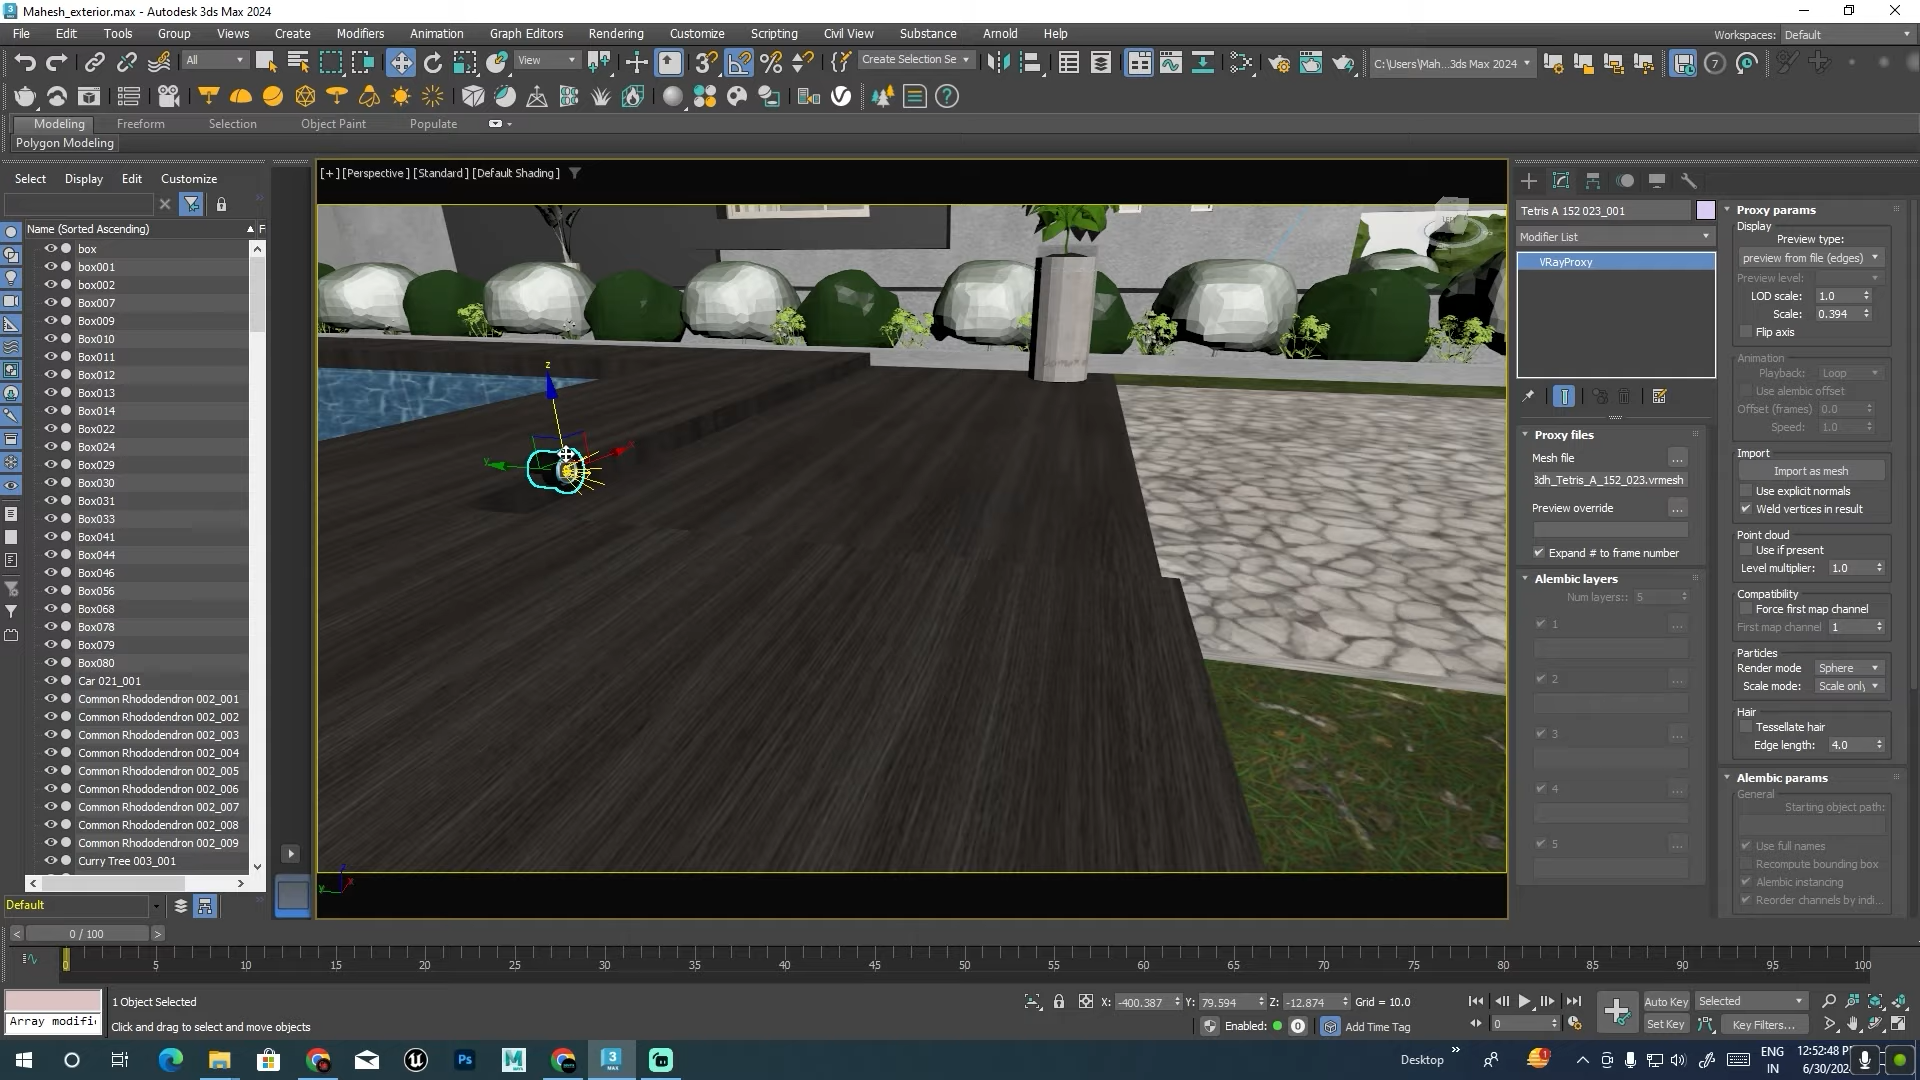 Mahesh_exterior.max - Autodesk 3ds Max 2024
File Edit Tools Group Views Create Modifiers Animation Graph Editors Rendering Customize Scripting Civil View Substance Arnold Help
Workspaces: Default
All View Create Selection Se C:\Users\Mah...3ds Max 2024
Modeling Freeform Selection Object Paint Populate
Polygon Modeling
Select Display Edit Customize
Name (Sorted Ascending) F
box
box001
box002
Box007
Box009
Box010
Box011
Box012
Box013
Box014
Box022
Box024
Box029
Box030
Box031
Box033
Box041
Box044
Box046
Box056
Box068
Box078
Box079
Box080
Car 021_001
Common Rhododendron 002_001
Common Rhododendron 002_002
Common Rhododendron 002_003
Common Rhododendron 002_004
Common Rhododendron 002_005
Common Rhododendron 002_006
Common Rhododendron 002_007
Common Rhododendron 002_008
Common Rhododendron 002_009
Curry Tree 003_001
Default
[+] [Perspective ] [Standard ] [Default Shading ]
z
y
x
Tetris A 152 023_001
Modifier List
VRayProxy
Proxy files
Mesh file
3dh_Tetris_A_152_023.vrmesh
Preview override
Expand # to frame number
Alembic layers
Num layers:: 5
1
2
3
4
5
Proxy params
Display
Preview type:
preview from file (edges)
Preview level:
LOD scale: 1.0
Scale: 0.394
Flip axis
Animation
Playback: Loop
Use alembic offset
Offset (frames) 0.0
Speed: 1.0
Import
Import as mesh
Use explicit normals
Weld vertices in result
Point cloud
Use if present
Level multiplier: 1.0
Compatibility
Force first map channel
First map channel 1
Particles
Render mode Sphere
Scale mode: Scale only
Hair
Tessellate hair
Edge length: 4.0
Alembic params
General
Starting object path:
Use full names
Recompute bounding box
Alembic instancing
Reorder channels by indi...
< 0 / 100 >
0 5 10 15 20 25 30 35 40 45 50 55 60 65 70 75 80 85 90 95 100
1 Object Selected
Array modifi
Click and drag to select and move objects
X: -400.387 Y: 79.594 Z: -12.874 Grid = 10.0
Enabled: 0 Add Time Tag
0
Auto Key Selected
Set Key Key Filters...
Desktop
ENG
IN
12:52:48